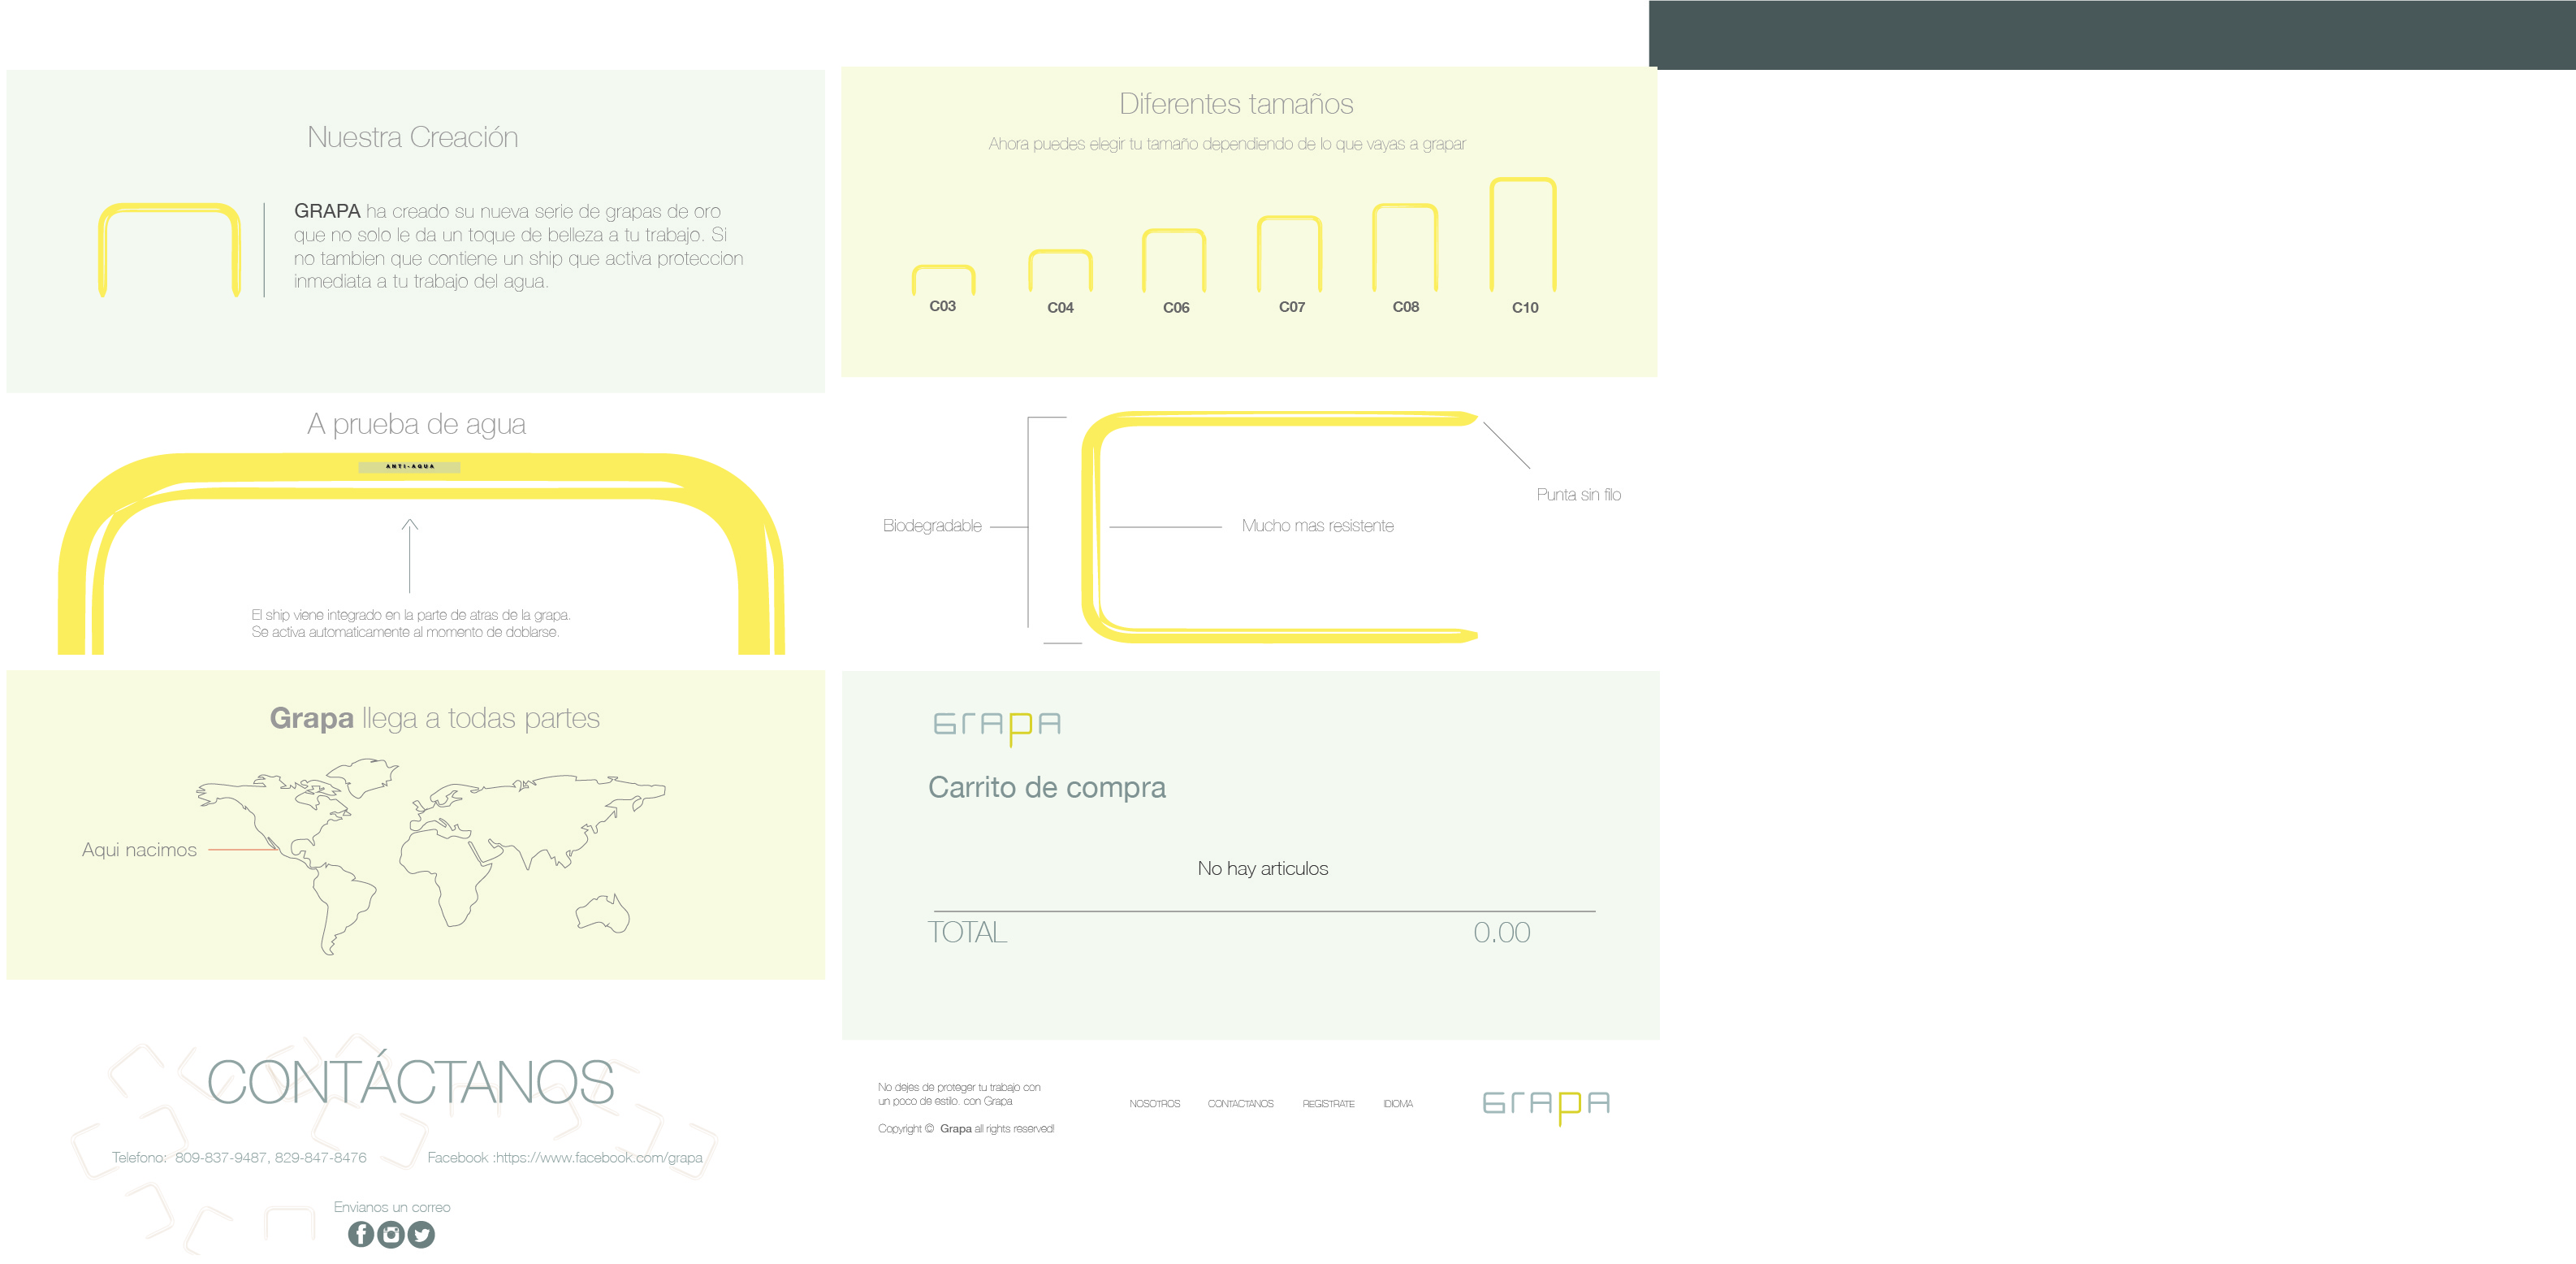 Nuestra Creación
GRAPA ha creado su nueva serie de grapas de oro
que no solo le da un toque de belleza a tu trabajo. Si
no tambien que contiene un ship que activa proteccion
inmediata a tu trabajo del agua.
Diferentes tamaños
Ahora puedes elegir tu tamaño dependiendo de lo que vayas a grapar
C03 C04 C06 C07 C08 C10
A prueba de agua
ANTI-AQUA
El ship viene integrado en la parte de atras de la grapa.
Se activa automaticamente al momento de doblarse.
Punta sin filo
Biodegradable
Mucho mas resistente
Grapa llega a todas partes
Aqui nacimos
GRAPA
Carrito de compra
No hay articulos
TOTAL 0.00
CONTÁCTANOS
Telefono: 809-837-9487, 829-847-8476
Facebook :https://www.facebook.com/grapa
Envianos un correo
No dejes de proteger tu trabajo con
un poco de estilo. con Grapa
Copyright © Grapa all rights reserved!
NOSOTROS CONTACTANOS REGISTRATE IDIOMA
GRAPA